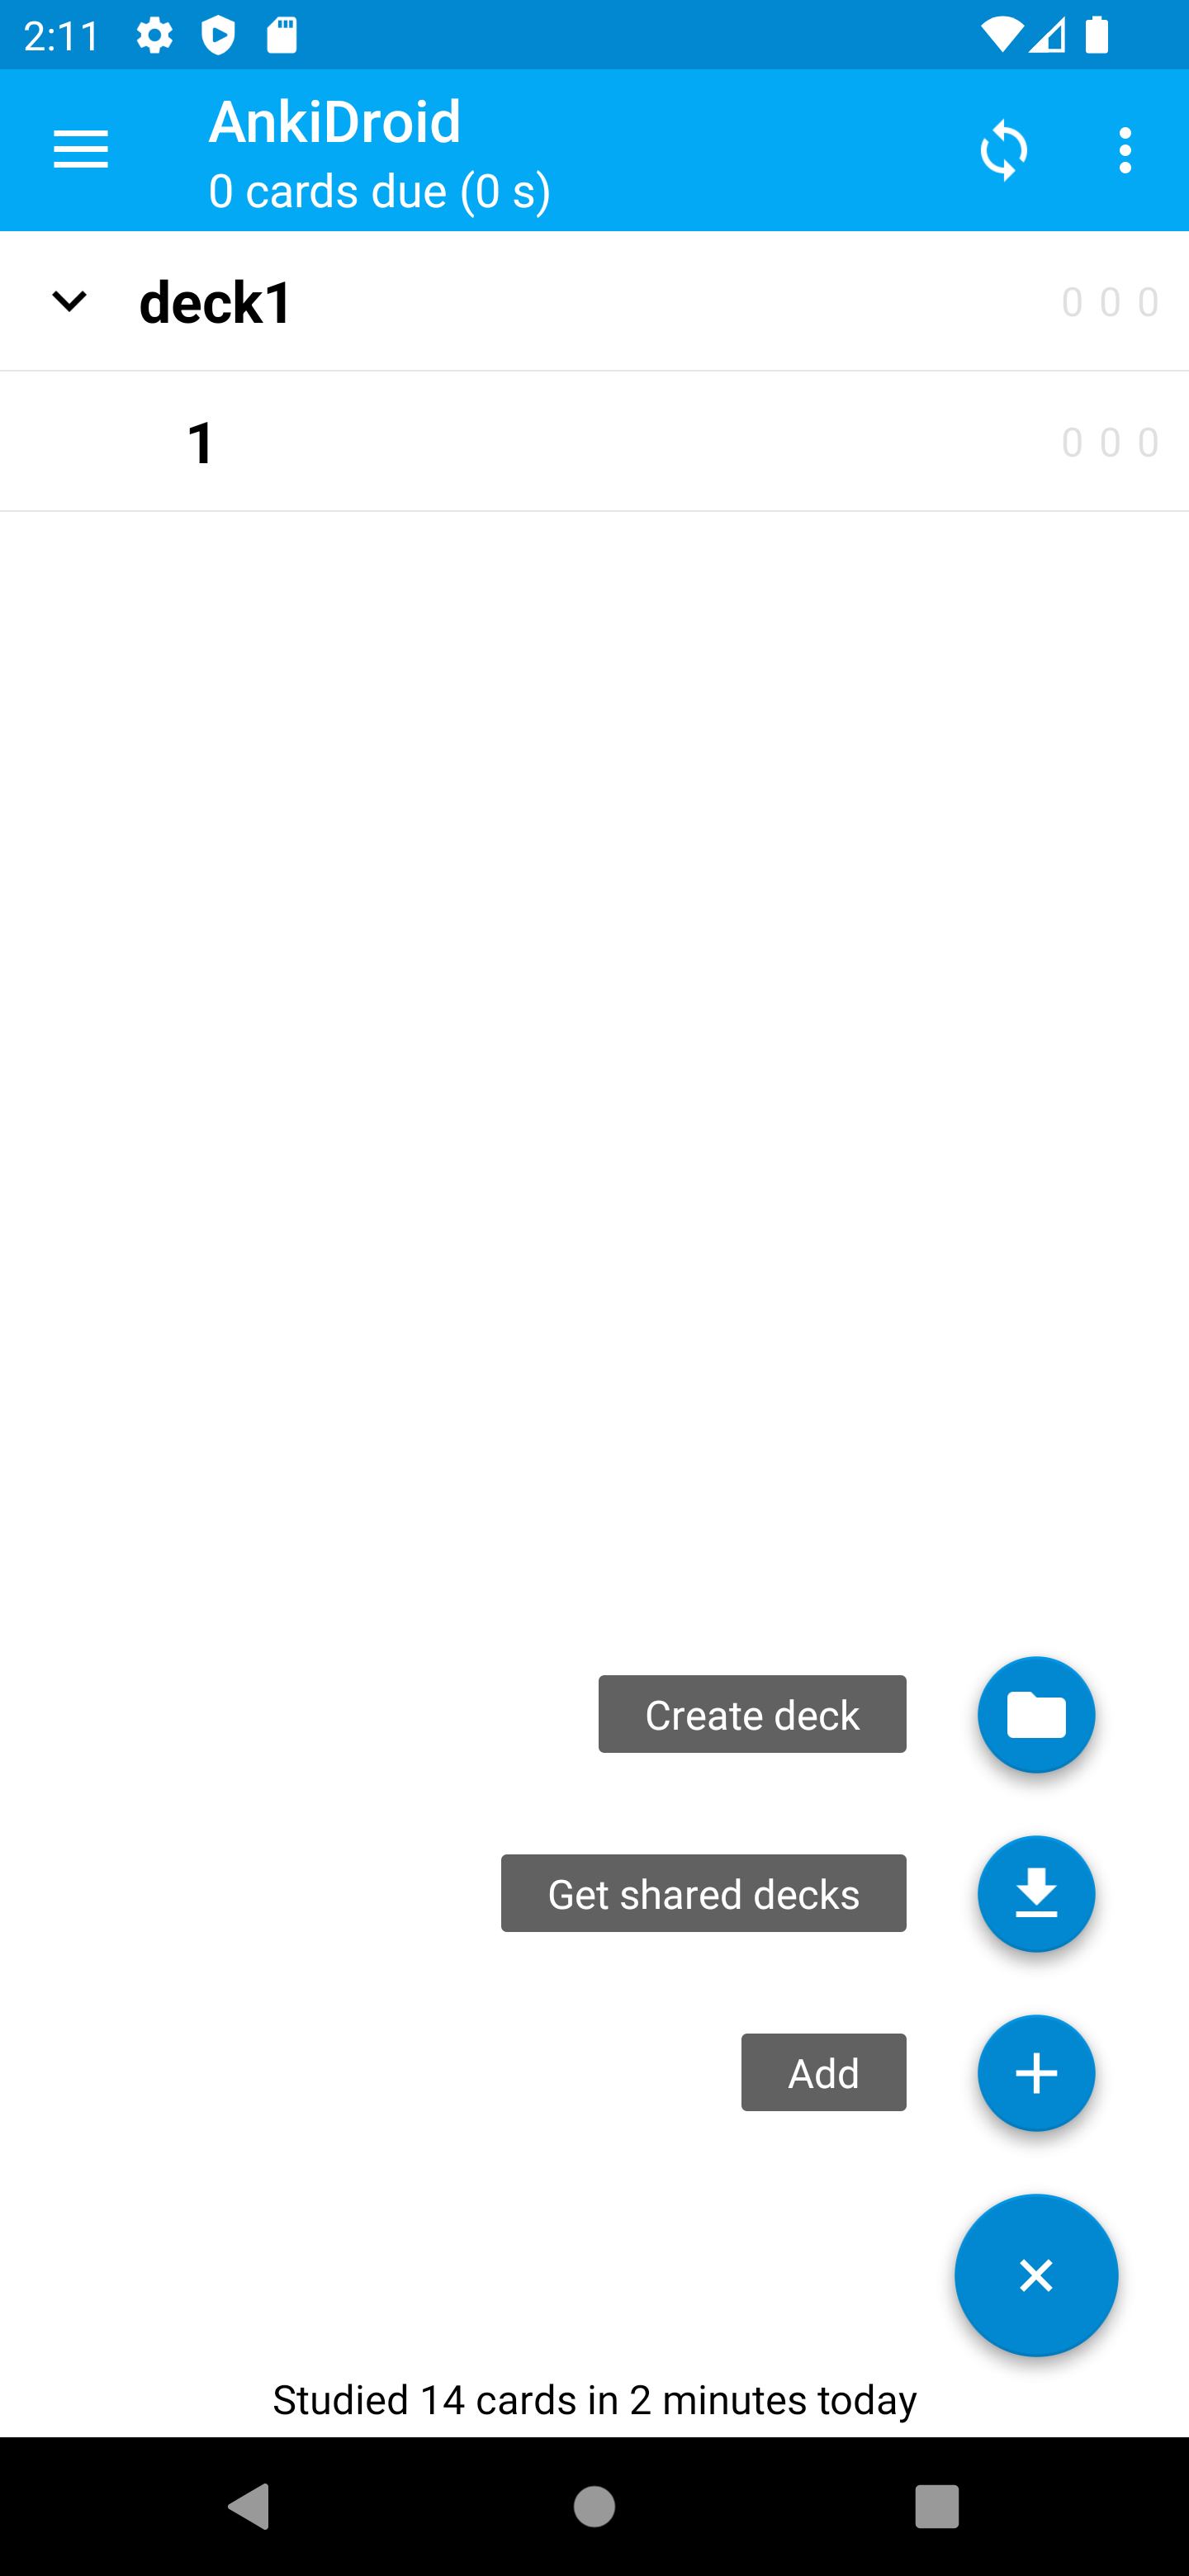 2:11
AnkiDroid
0 cards due (0 s)
deck1 0 0 0
1 0 0 0
Create deck
Get shared decks
Add
Studied 14 cards in 2 minutes today